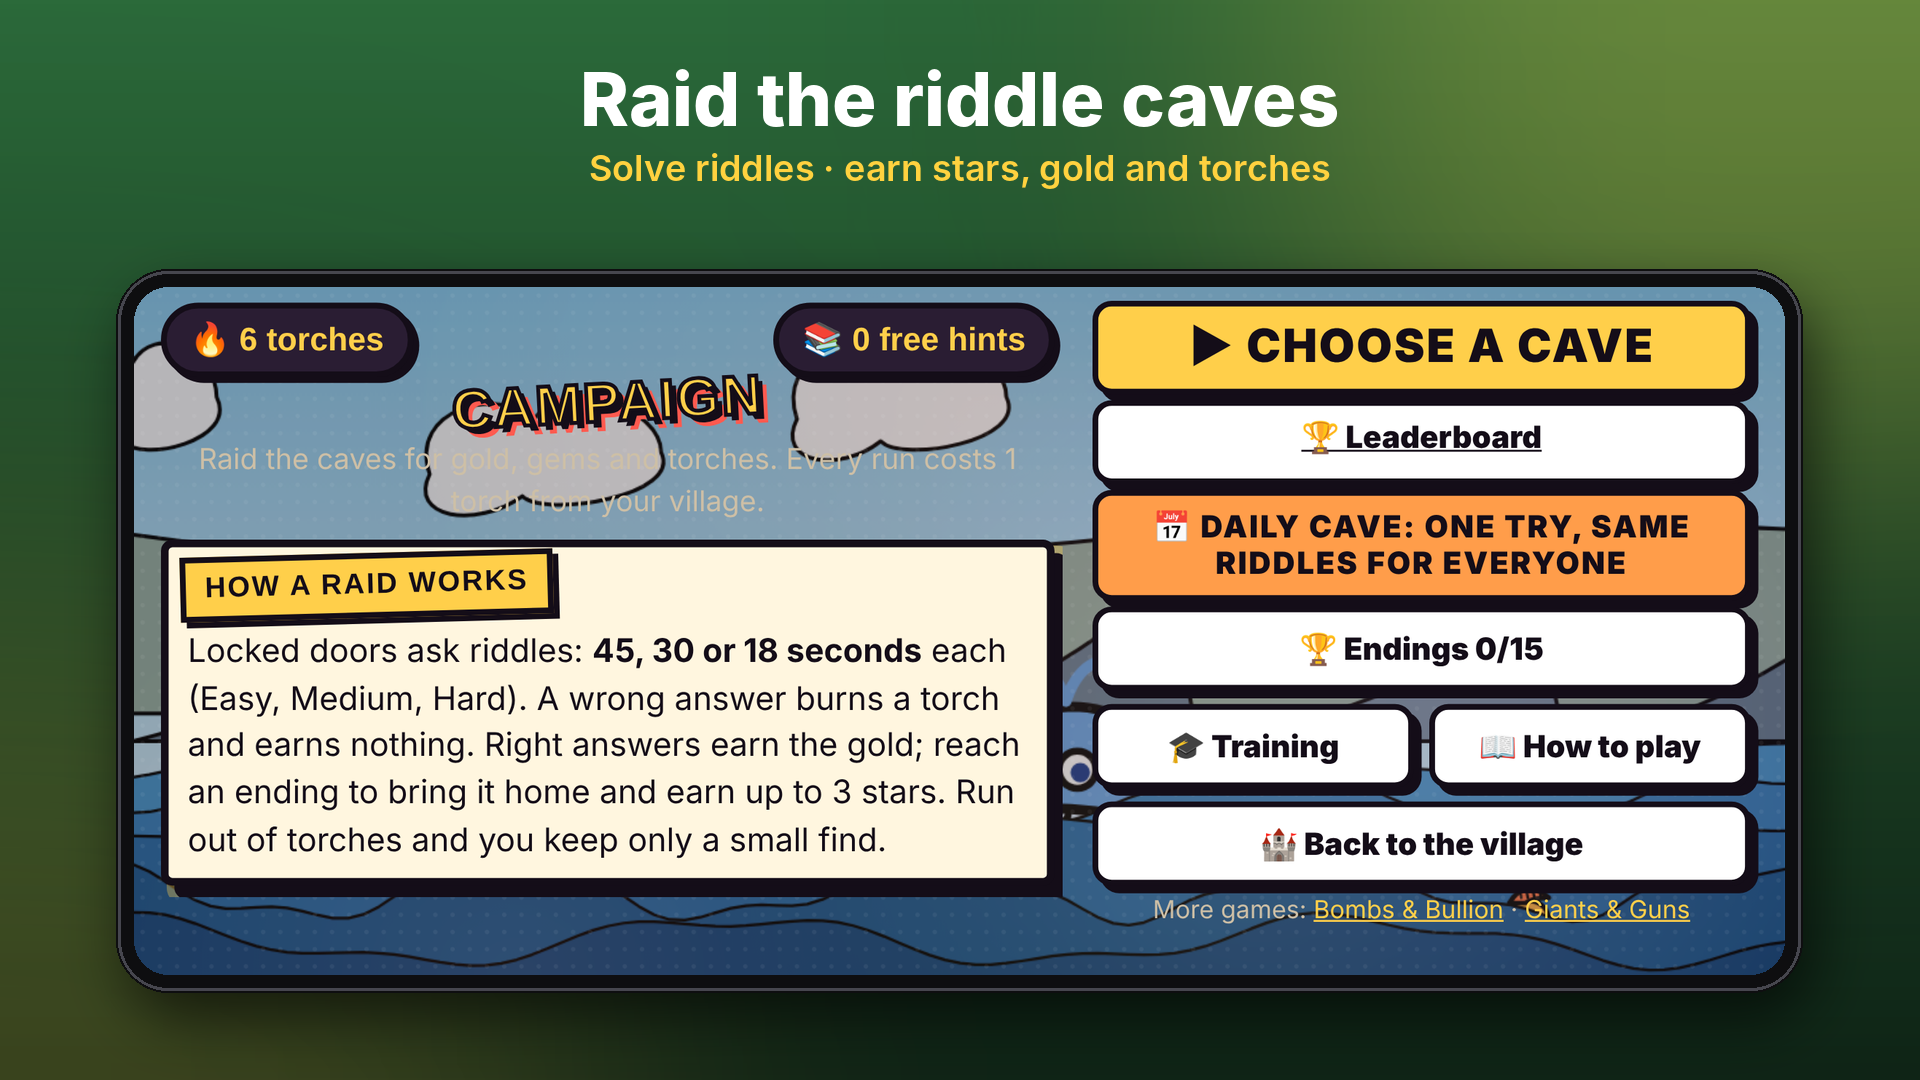 Raid the riddle caves
Solve riddles · earn stars, gold and torches
🔥 6 torches
📚 0 free hints
CAMPAIGN
Raid the caves for gold, gems and torches. Every run costs 1
torch from your village.
HOW A RAID WORKS
Locked doors ask riddles: 45, 30 or 18 seconds each
(Easy, Medium, Hard). A wrong answer burns a torch
and earns nothing. Right answers earn the gold; reach
an ending to bring it home and earn up to 3 stars. Run
out of torches and you keep only a small find.
▶ CHOOSE A CAVE
🏆 Leaderboard
📅 DAILY CAVE: ONE TRY, SAME
RIDDLES FOR EVERYONE
🏆 Endings 0/15
🎓 Training
📖 How to play
🏰 Back to the village
More games: Bombs & Bullion · Giants & Guns